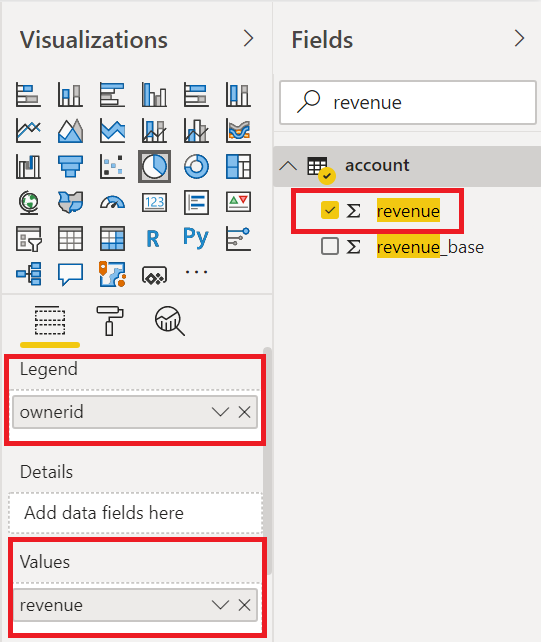 Visualizations
Fields
revenue
account
revenue
revenue_base
123
R
Py
Legend
ownerid
Details
Add data fields here
Values
revenue